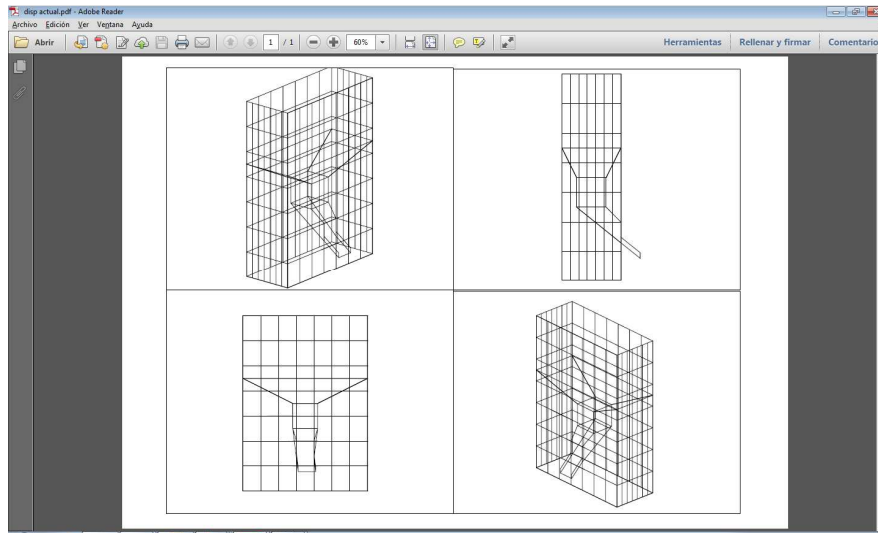 disp actual.pdf - Adobe Reader
Archivo Edición Ver Ventana Ayuda
Abrir 1 / 1 60% Herramientas Rellenar y firmar Comentario